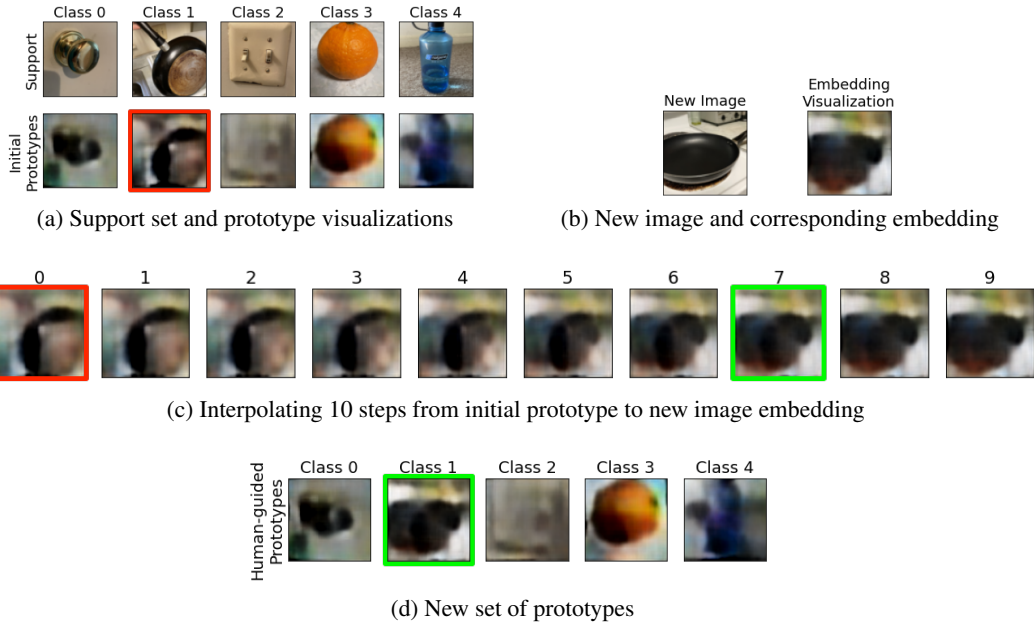 Class 0 Class 1 Class 2 Class 3 Class 4
Support
Initial
Prototypes
(a) Support set and prototype visualizations
New Image
Embedding
Visualization
(b) New image and corresponding embedding
0 1 2 3 4 5 6 7 8 9
(c) Interpolating 10 steps from initial prototype to new image embedding
Class 0 Class 1 Class 2 Class 3 Class 4
Human-guided
Prototypes
(d) New set of prototypes